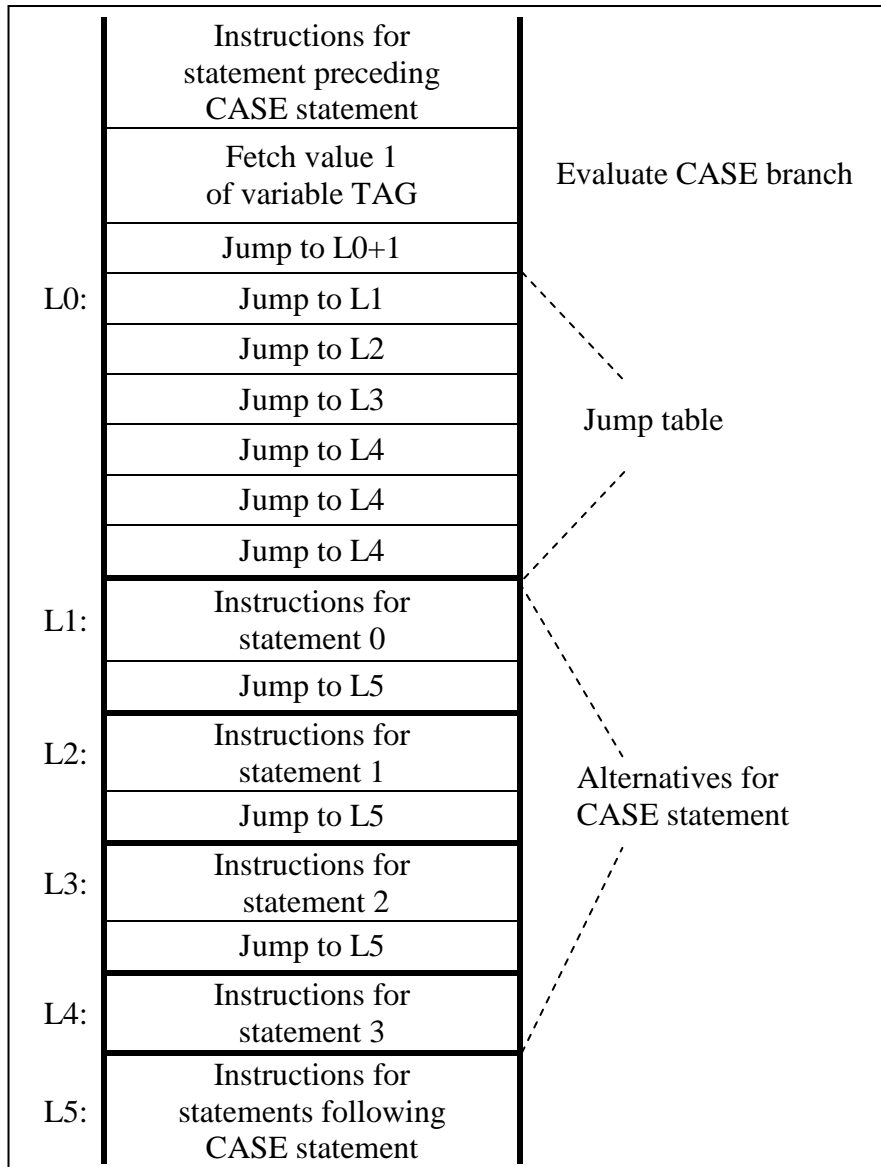 Instructions for
statement preceding
CASE statement
Fetch value 1
of variable TAG
Evaluate CASE branch
Jump to L0+1
L0:
Jump to L1
Jump to L2
Jump to L3
Jump table
Jump to L4
Jump to L4
Jump to L4
L1:
Instructions for
statement 0
Jump to L5
L2:
Instructions for
statement 1
Alternatives for
CASE statement
Jump to L5
L3:
Instructions for
statement 2
Jump to L5
L4:
Instructions for
statement 3
L5:
Instructions for
statements following
CASE statement